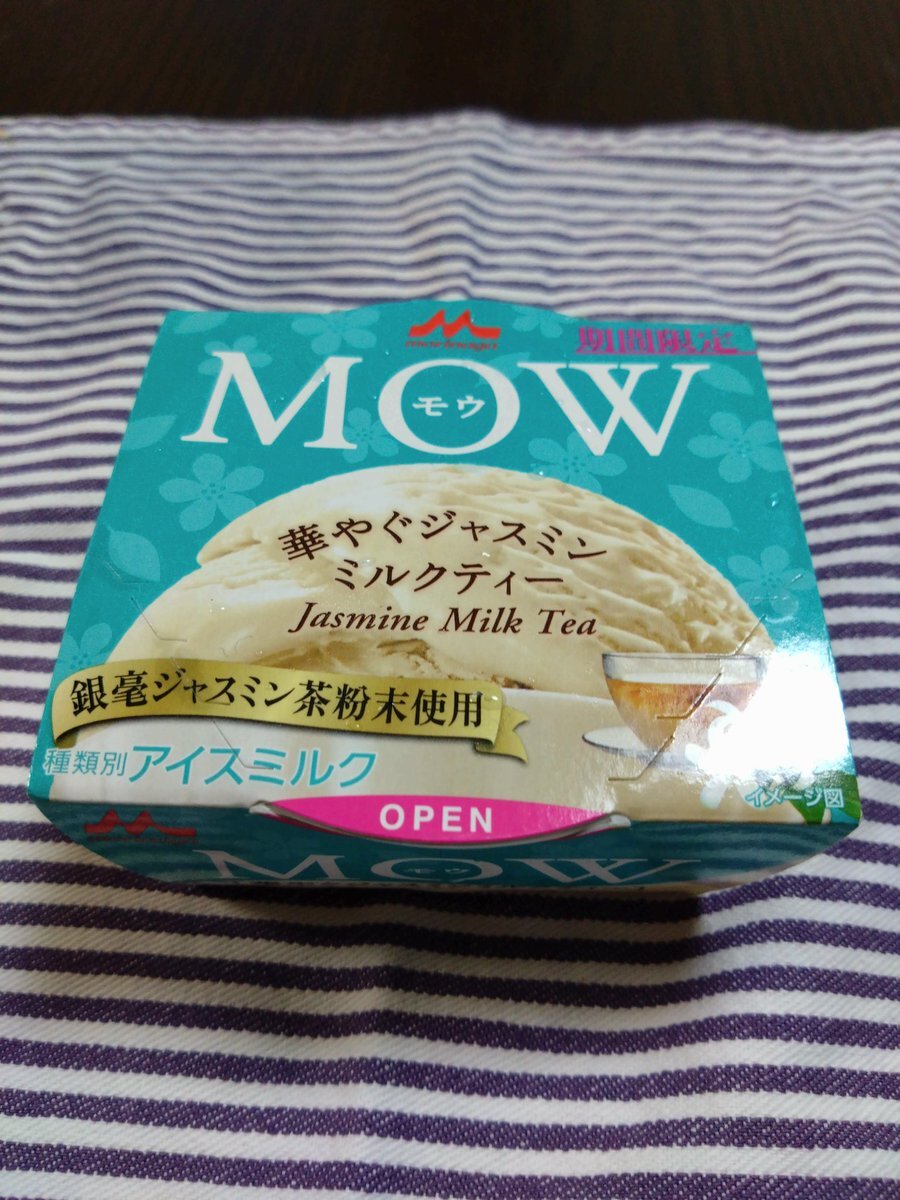 morinaga
期間限定
MOW
モウ
華やぐジャスミン
ミルクティー
Jasmine Milk Tea
銀毫ジャスミン茶粉末使用
種類別アイスミルク
イメージ図
OPEN
MOW
モウ